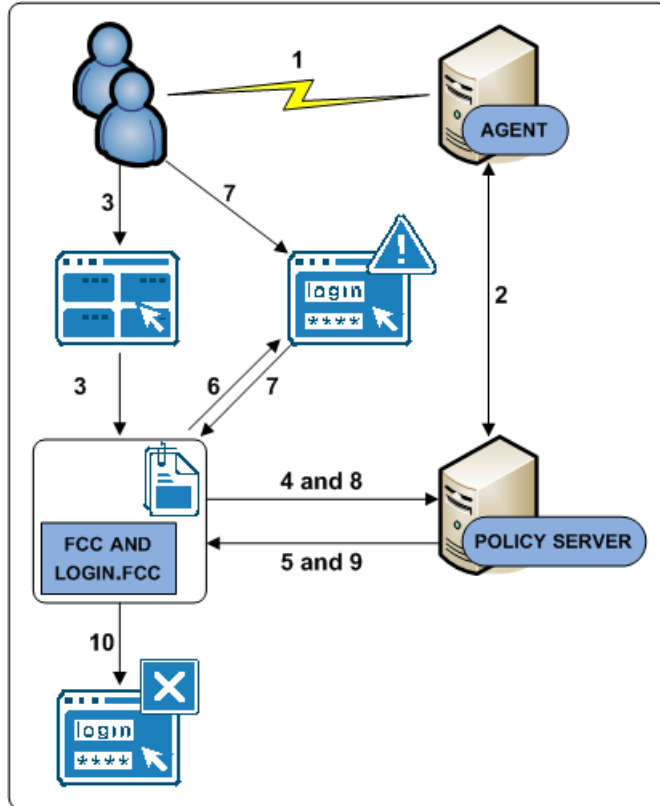 1
AGENT
3
7
login
****
2
3
6
7
4 and 8
FCC AND
LOGIN.FCC
POLICY SERVER
5 and 9
10
login
****